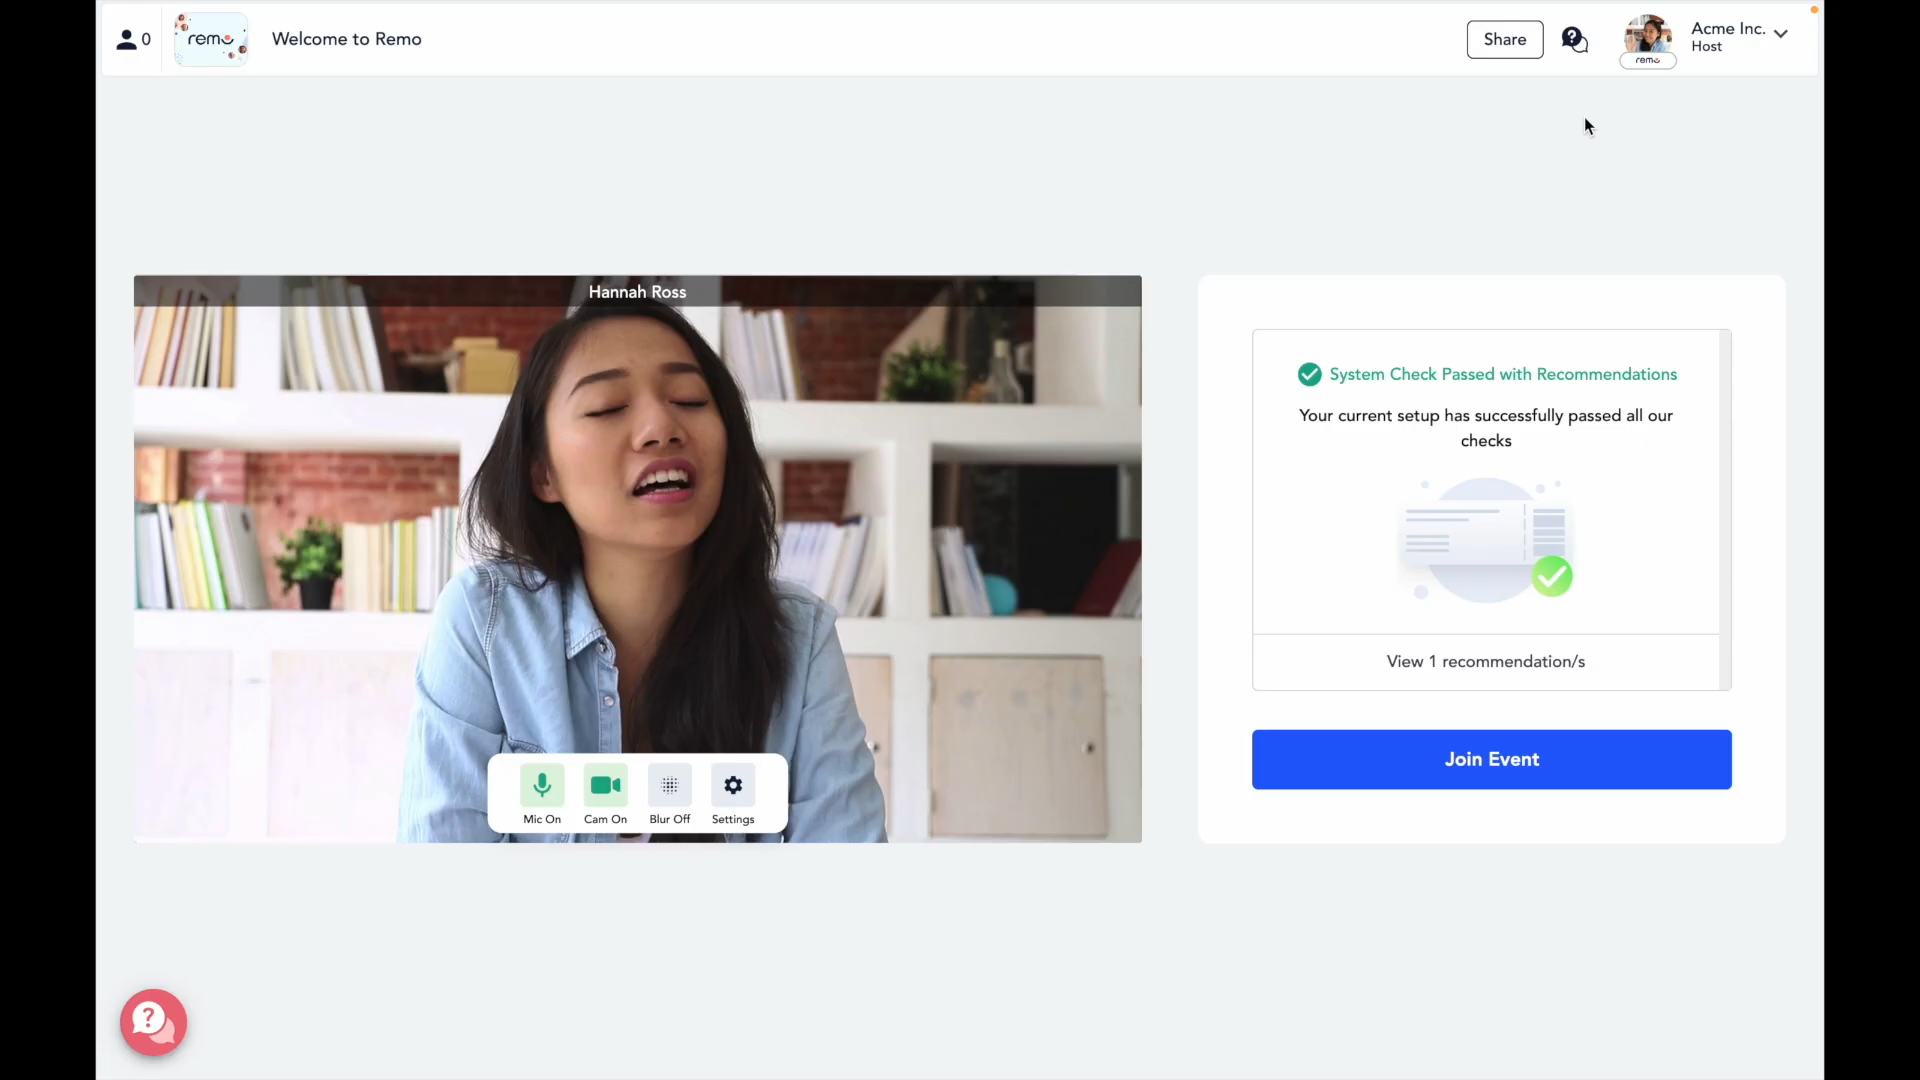 0
remo
Welcome to Remo
Share
Acme Inc.
Host
remo
Hannah Ross
System Check Passed with Recommendations
Your current setup has successfully passed all our
checks
View 1 recommendation/s
Join Event
Mic On
Cam On
Blur Off
Settings